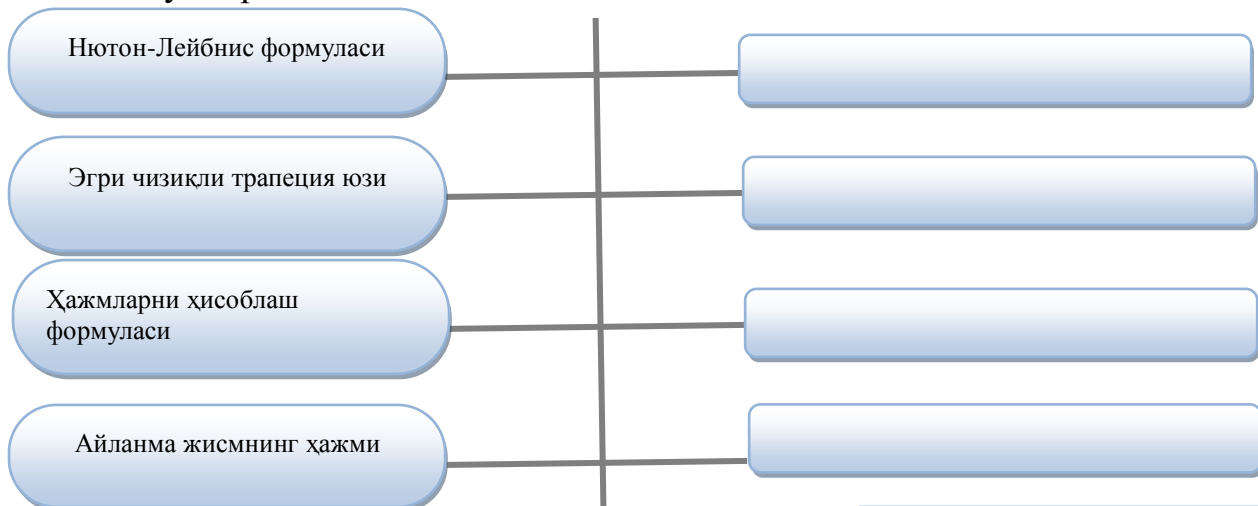 Нютон-Лейбнис формуласи
Эгри чизиқли трапеция юзи
Ҳажмларни ҳисоблаш
формуласи
Айланма жисмнинг ҳажми